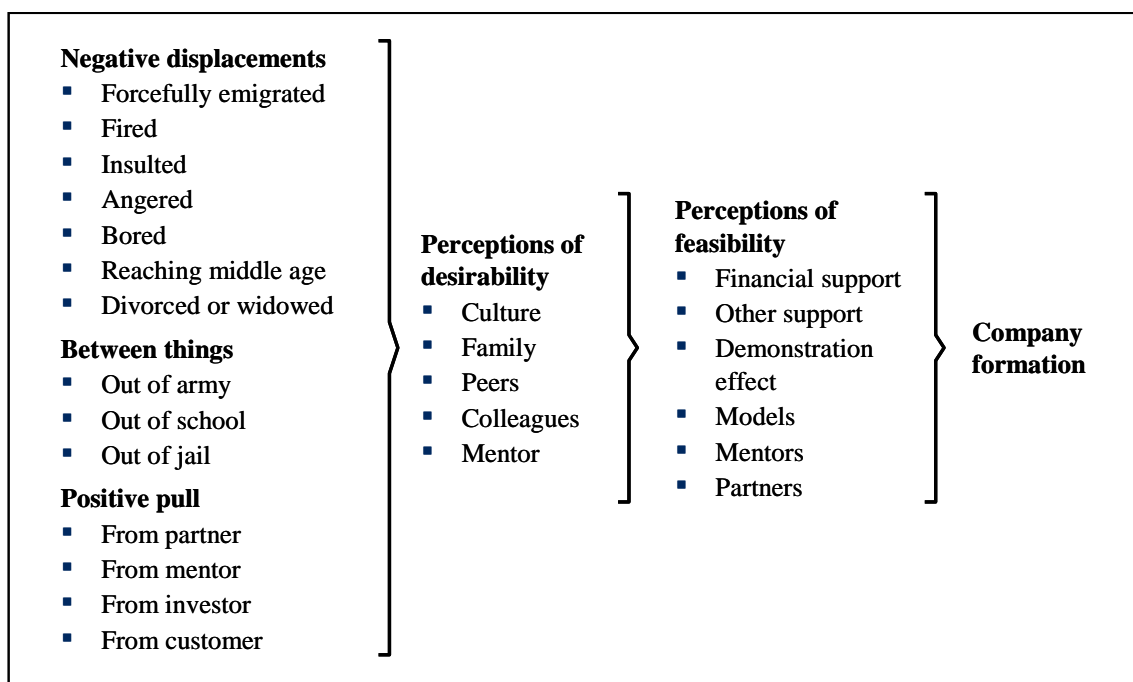 Negative displacements
Forcefully emigrated
Fired
Insulted
Angered
Bored
Reaching middle age
Divorced or widowed
Between things
Out of army
Out of school
Out of jail
Positive pull
From partner
From mentor
From investor
From customer
Perceptions of
desirability
Culture
Family
Peers
Colleagues
Mentor
Perceptions of
feasibility
Financial support
Other support
Demonstration
effect
Models
Mentors
Partners
Company
formation